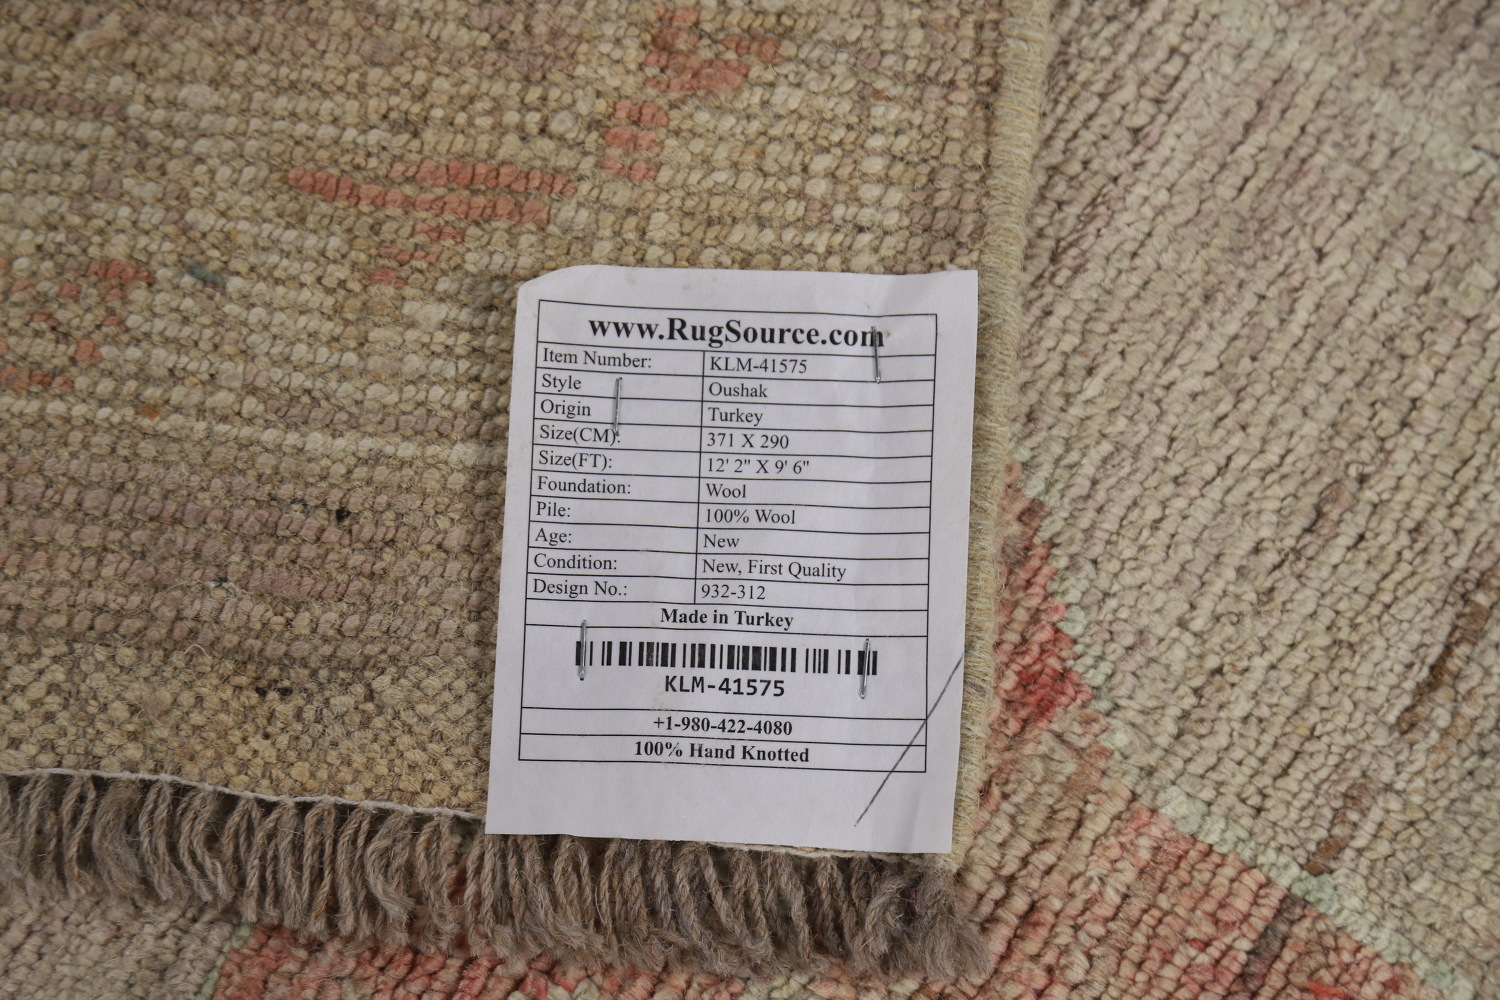 www.RugSource.com
Item Number: KLM-41575
Style Oushak
Origin Turkey
Size(CM): 371 X 290
Size(FT): 12' 2" X 9' 6"
Foundation: Wool
Pile: 100% Wool
Age: New
Condition: New, First Quality
Design No.: 932-312
Made in Turkey
KLM-41575
+1-980-422-4080
100% Hand Knotted